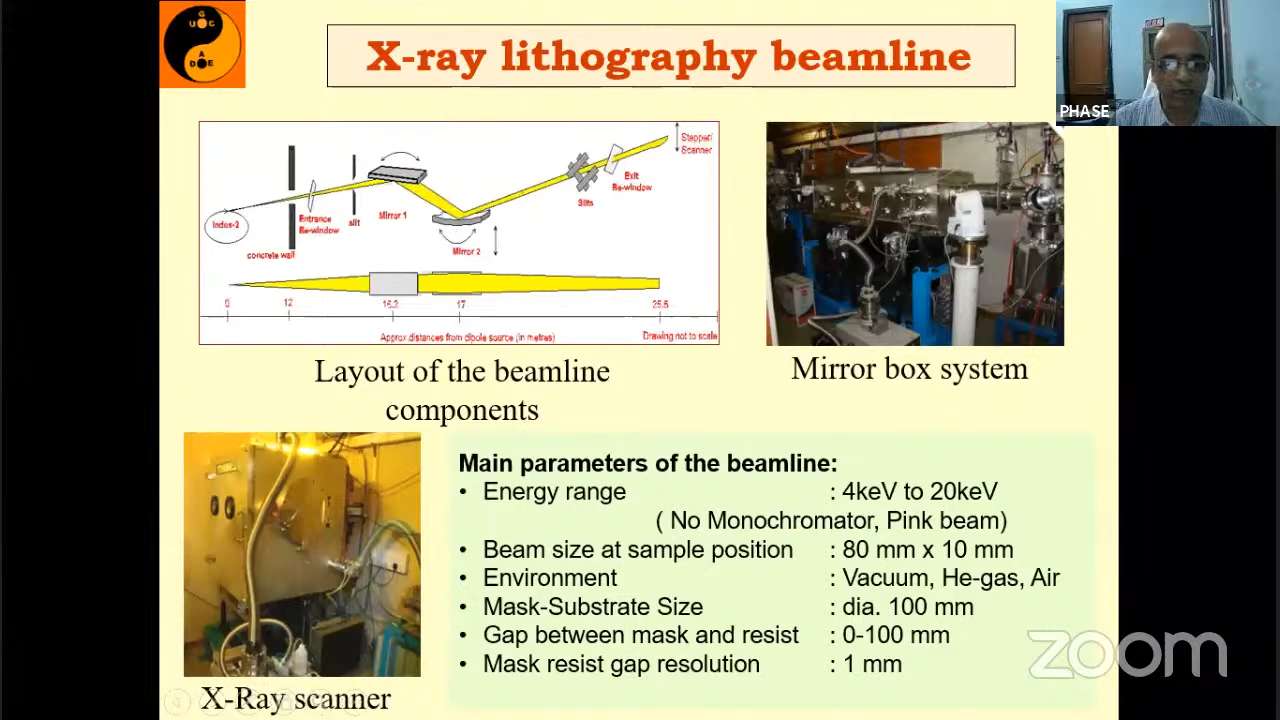 U G C
A
D E
X-ray lithography beamline
PHASE
Stepper/
Scanner
Exit
Be-window
Slits
Indus-2
Entrance
Be-window
slit
Mirror 1
Mirror 2
concrete wall
0
12
16.2
17
25.5
Approx.distances from dipole source (in metres)
Drawing not to scale
Layout of the beamline
components
Mirror box system
X-Ray scanner
Main parameters of the beamline:
• Energy range : 4keV to 20keV
( No Monochromator, Pink beam)
• Beam size at sample position : 80 mm x 10 mm
• Environment : Vacuum, He-gas, Air
• Mask-Substrate Size : dia. 100 mm
• Gap between mask and resist : 0-100 mm
• Mask resist gap resolution : 1 mm
zoom